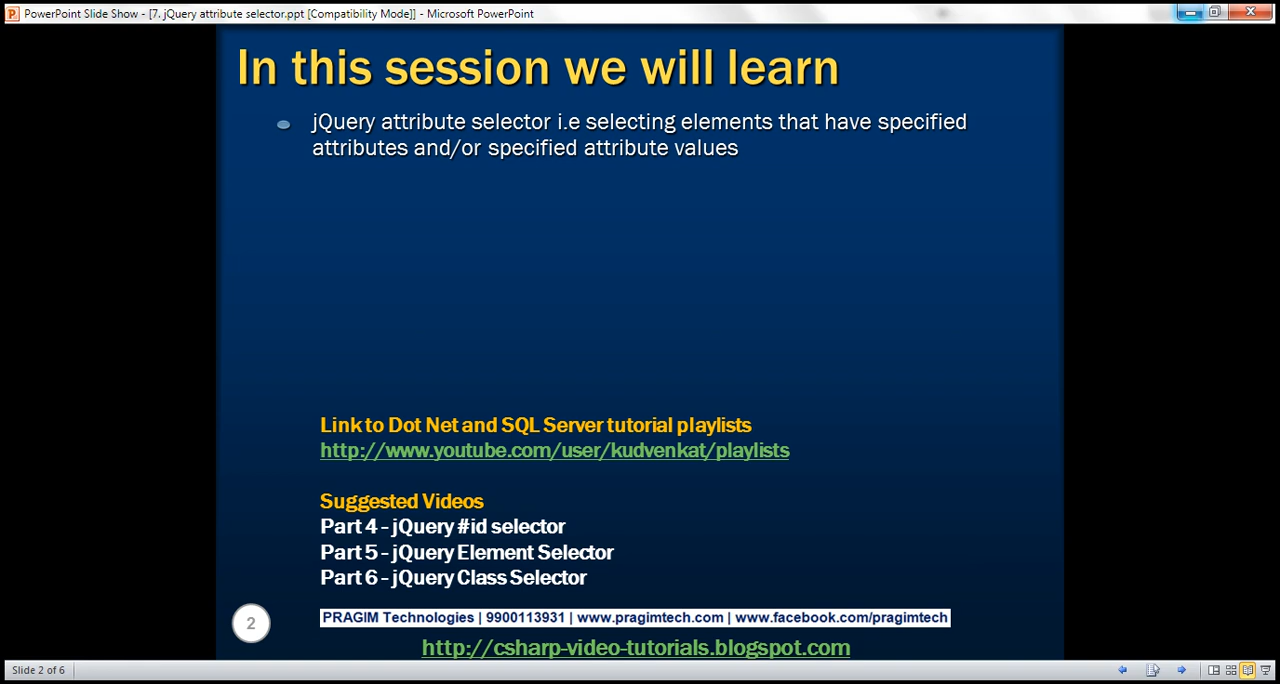 PowerPoint Slide Show - [7. jQuery attribute selector.ppt [Compatibility Mode]] - Microsoft PowerPoint
In this session we will learn
jQuery attribute selector i.e selecting elements that have specified
attributes and/or specified attribute values
Link to Dot Net and SQL Server tutorial playlists
http://www.youtube.com/user/kudvenkat/playlists
Suggested Videos
Part 4 - jQuery #id selector
Part 5 - jQuery Element Selector
Part 6 - jQuery Class Selector
2
PRAGIM Technologies | 9900113931 | www.pragimtech.com | www.facebook.com/pragimtech
http://csharp-video-tutorials.blogspot.com
Slide 2 of 6